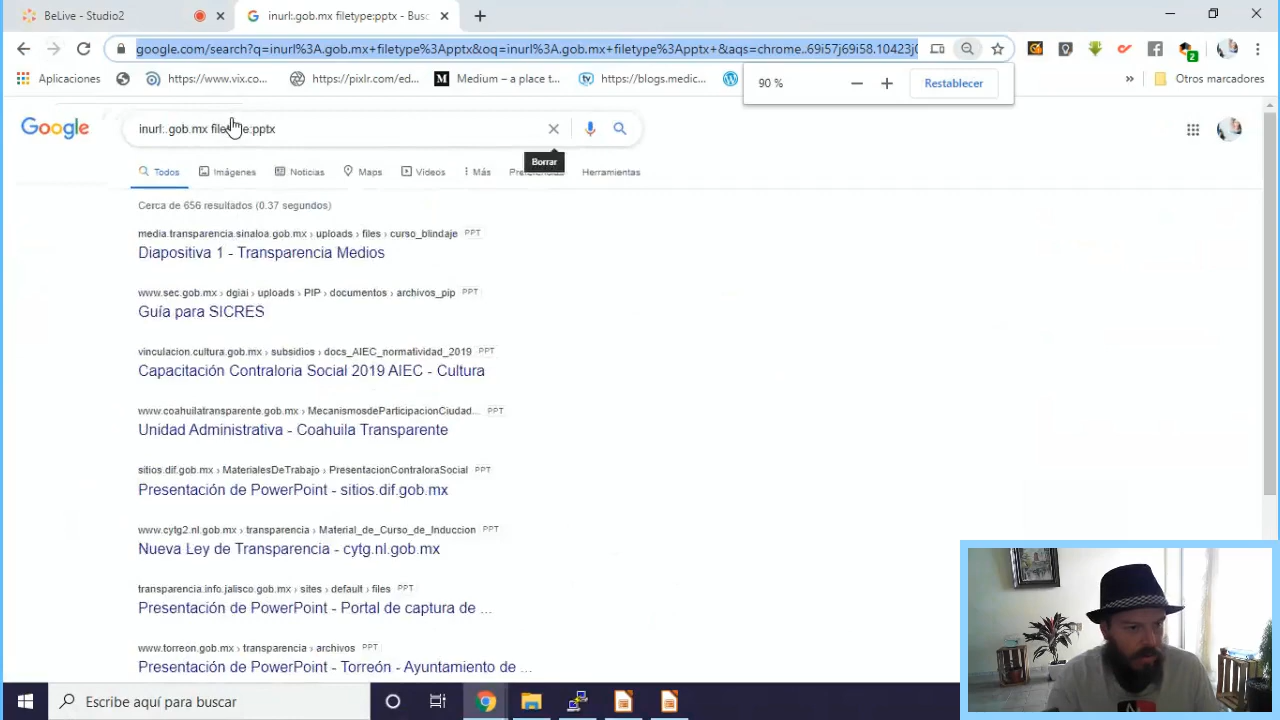 BeLive - Studio2
inurl:.gob.mx filetype:pptx - Busc
google.com/search?q=inurl%3A.gob.mx+filetype%3Apptx&oq=inurl%3A.gob.mx+filetype%3Apptx+&aqs=chrome..69i57j69i58.10423j0
Aplicaciones
https://www.vix.co...
https://pixlr.com/ed...
Medium – a place t...
https://blogs.medic...
»
Otros marcadores
90 %
Restablecer
Google
inurl:.gob.mx filetype:pptx
Borrar
Todos
Imágenes
Noticias
Maps
Videos
Más
Herramientas
Cerca de 656 resultados (0.37 segundos)
media.transparencia.sinaloa.gob.mx › uploads › files › curso_blindaje PPT
Diapositiva 1 - Transparencia Medios
www.sec.gob.mx › dgiai › uploads › PIP › documentos › archivos_pip PPT
Guía para SICRES
vinculacion.cultura.gob.mx › subsidios › docs_AIEC_normatividad_2019 PPT
Capacitación Contraloria Social 2019 AIEC - Cultura
www.coahuilatransparente.gob.mx › MecanismosdeParticipacionCiudad... PPT
Unidad Administrativa - Coahuila Transparente
sitios.dif.gob.mx › MaterialesDeTrabajo › PresentacionContraloraSocial PPT
Presentación de PowerPoint - sitios.dif.gob.mx
www.cytg2.nl.gob.mx › transparencia › Material_de_Curso_de_Induccion PPT
Nueva Ley de Transparencia - cytg.nl.gob.mx
transparencia.info.jalisco.gob.mx › sites › default › files PPT
Presentación de PowerPoint - Portal de captura de ...
www.torreon.gob.mx › transparencia › archivos PPT
Presentación de PowerPoint - Torreón - Ayuntamiento de ...
Escribe aquí para buscar